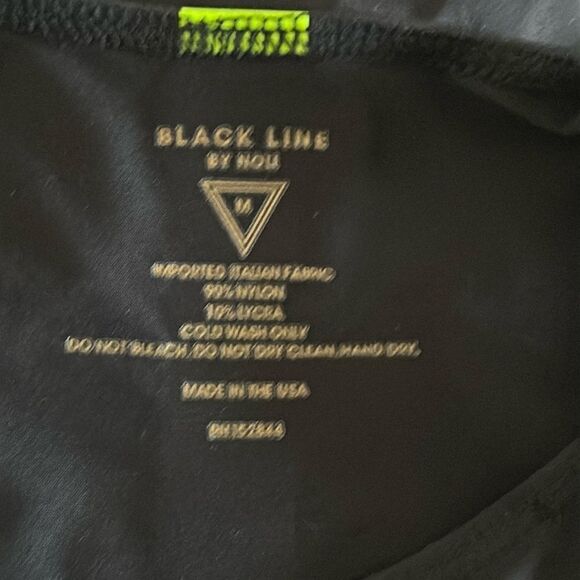 BLACK LINE
BY NOLI
M
IMPORTED ITALIAN FABRIC
90% NYLON
10% LYCRA
COLD WASH ONLY
DO NOT BLEACH. DO NOT DRY CLEAN. HAND DRY.
MADE IN THE USA